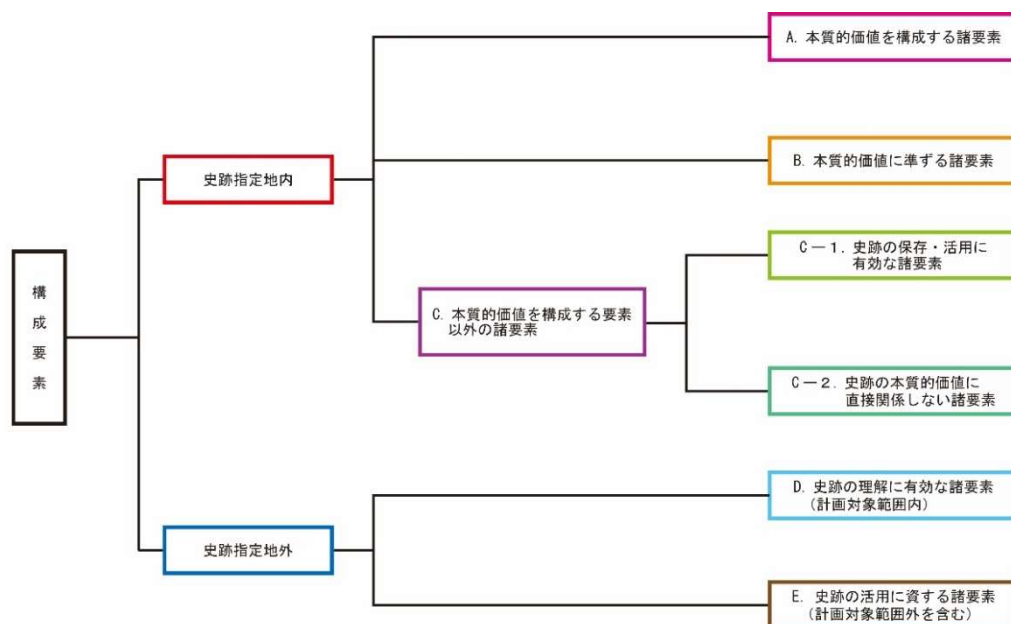 構成要素
史跡指定地内
史跡指定地外
A. 本質的価値を構成する諸要素
B. 本質的価値に準ずる諸要素
C. 本質的価値を構成する要素
以外の諸要素
C－1. 史跡の保存・活用に
有効な諸要素
C－2. 史跡の本質的価値に
直接関係しない諸要素
D. 史跡の理解に有効な諸要素
(計画対象範囲内)
E. 史跡の活用に資する諸要素
(計画対象範囲外を含む)